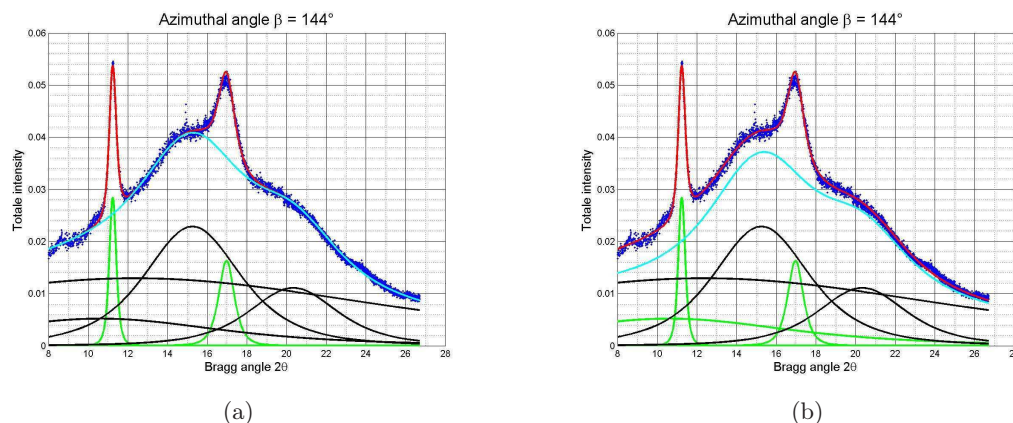 Azimuthal angle β = 144°
Totale intensity
0.06
0.05
0.04
0.03
0.02
0.01
0
8 10 12 14 16 18 20 22 24 26 28
Bragg angle 2θ
(a)
Azimuthal angle β = 144°
Totale intensity
0.06
0.05
0.04
0.03
0.02
0.01
0
8 10 12 14 16 18 20 22 24 26 28
Bragg angle 2θ
(b)